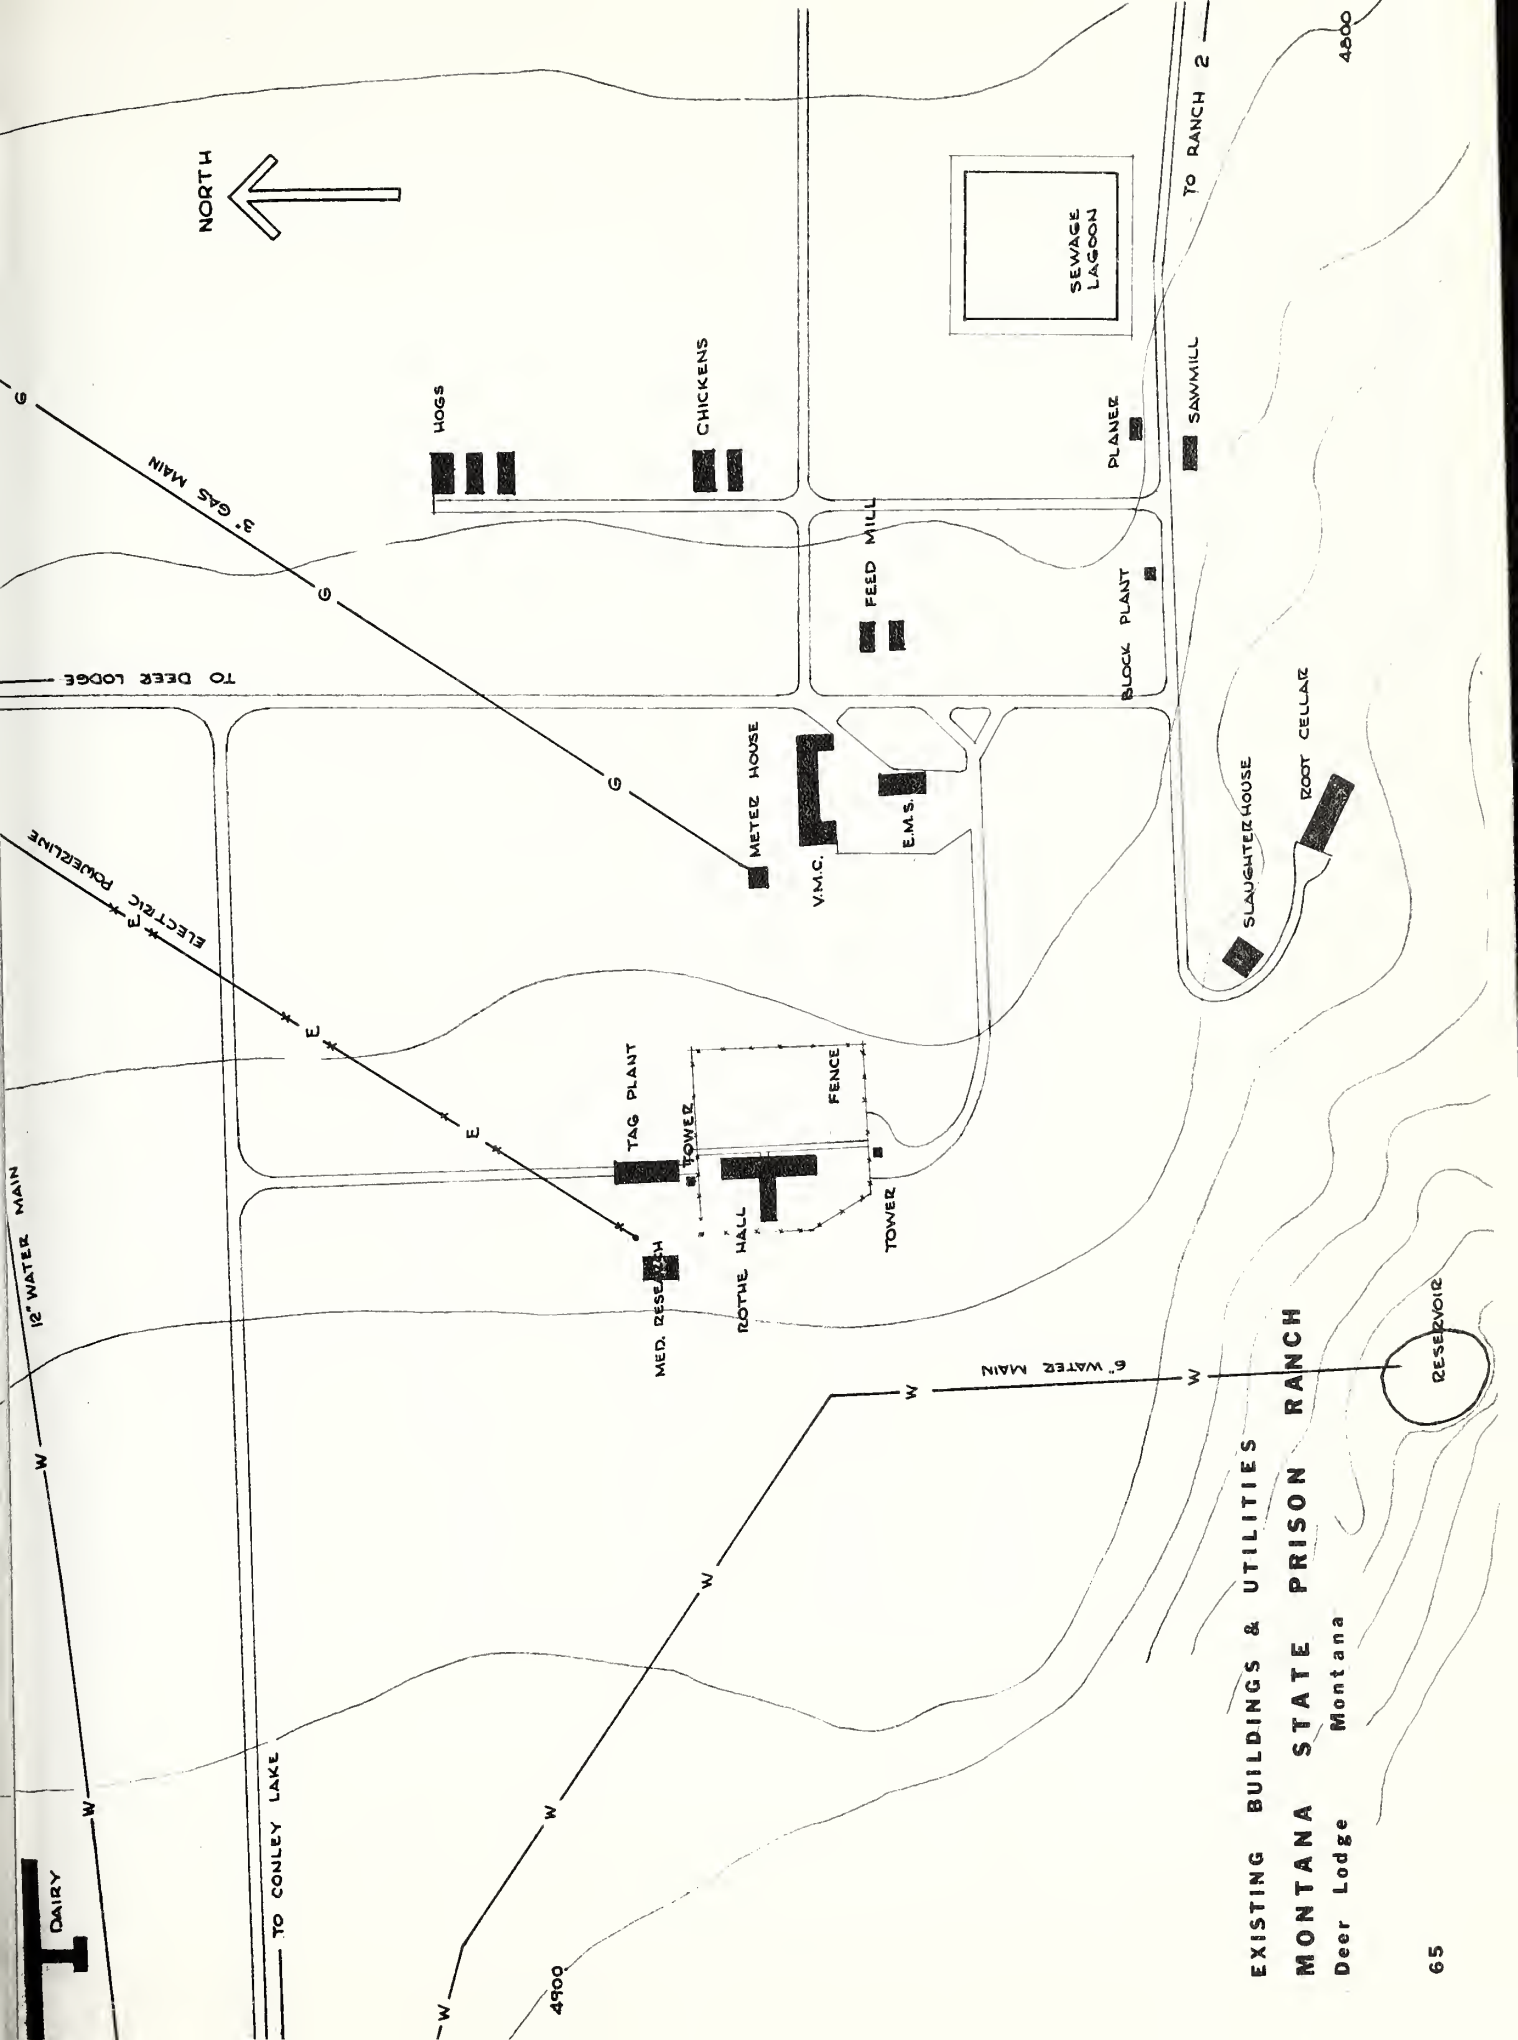 NORTH
4800
TO RANCH 2
SEWAGE
LAGOON
G
3" GAS MAIN
G
G
HOGS
CHICKENS
PLANER
SAWMILL
FEED MILL
BLOCK PLANT
TO DEER LODGE
METER HOUSE
V.M.C.
E.M.S.
SLAUGHTERHOUSE
ROOT CELLAR
ELECTRIC POWERLINE
E
E
E
TAG PLANT
TOWER
FENCE
MED. RESEARCH
ROTHE HALL
TOWER
12" WATER MAIN
W
W
DAIRY
TO CONLEY LAKE
6" WATER MAIN
W
W
W
W
W
RESERVOIR
4900
EXISTING BUILDINGS & UTILITIES
MONTANA STATE PRISON RANCH
Deer Lodge Montana
65